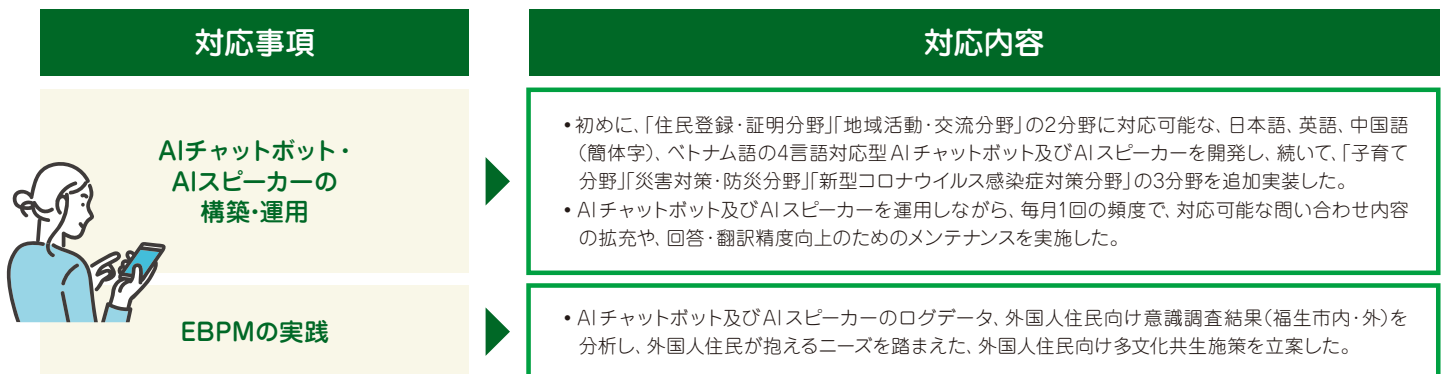 対応事項
対応内容
AIチャットボット・
AIスピーカーの
構築・運用
•初めに、「住民登録・証明分野」「地域活動・交流分野」の2分野に対応可能な、日本語、英語、中国語
(簡体字)、ベトナム語の4言語対応型AIチャットボット及びAIスピーカーを開発し、続いて、「子育て
分野」「災害対策・防災分野」「新型コロナウイルス感染症対策分野」の3分野を追加実装した。
•AIチャットボット及びAIスピーカーを運用しながら、毎月1回の頻度で、対応可能な問い合わせ内容
の拡充や、回答・翻訳精度向上のためのメンテナンスを実施した。
EBPMの実践
•AIチャットボット及びAIスピーカーのログデータ、外国人住民向け意識調査結果(福生市内・外)を
分析し、外国人住民が抱えるニーズを踏まえた、外国人住民向け多文化共生施策を立案した。